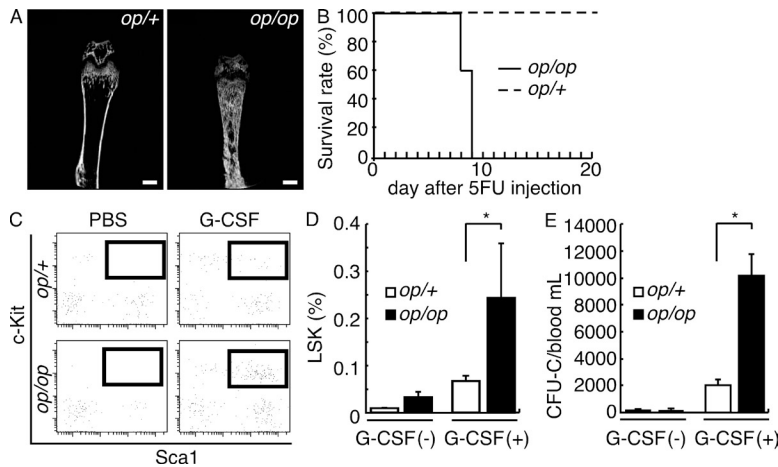 A
op/+
op/op
B
Survival rate (%)
100
80
60
40
20
0
op/op
op/+
0
10
20
day after 5FU injection
C
PBS
G-CSF
c-Kit
op/+
op/op
Sca1
D
LSK (%)
0.4
0.3
0.2
0.1
0
*
op/+
op/op
G-CSF(-)
G-CSF(+)
E
CFU-C/blood mL
14000
12000
10000
8000
6000
4000
2000
0
*
op/+
op/op
G-CSF(-)
G-CSF(+)